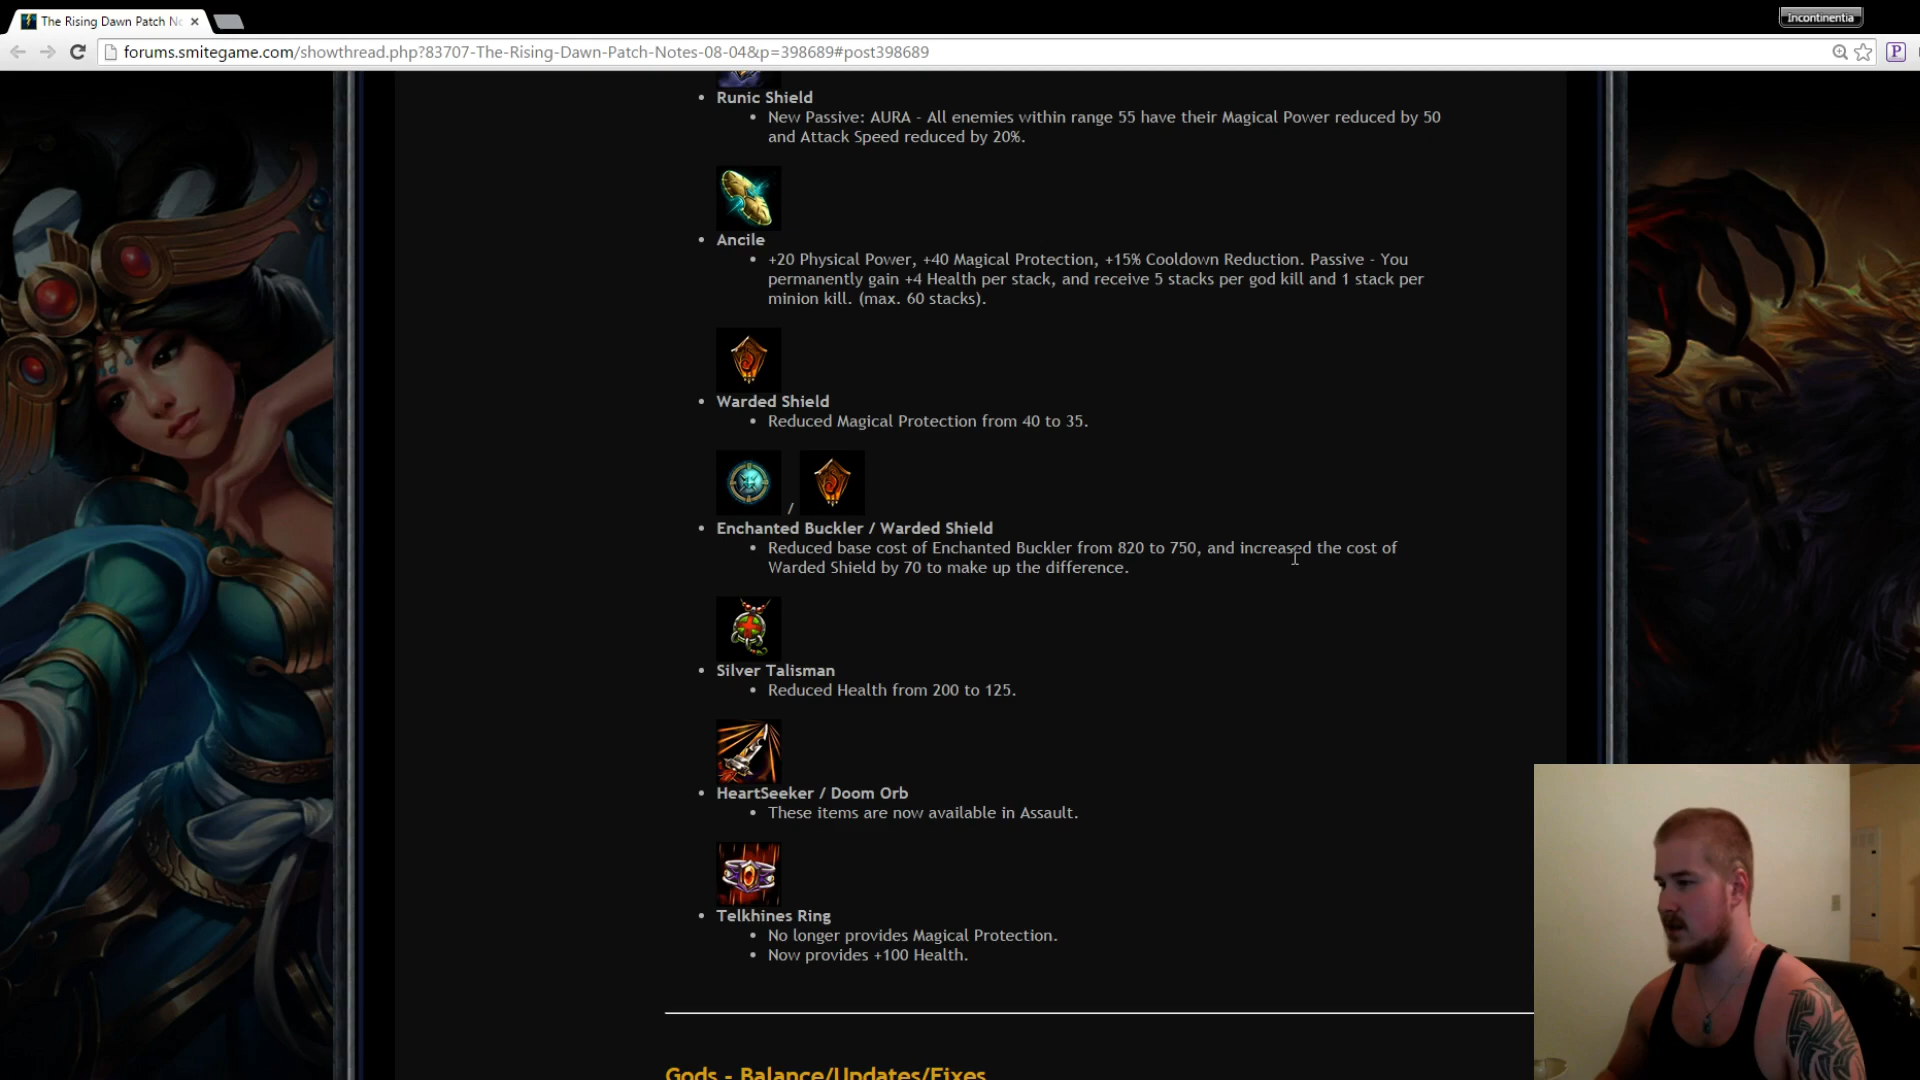 The Rising Dawn Patch No
Incontinentia
forums.smitegame.com/showthread.php?83707-The-Rising-Dawn-Patch-Notes-08-04&p=398689#post398689
P
Runic Shield
New Passive: AURA - All enemies within range 55 have their Magical Power reduced by 50
and Attack Speed reduced by 20%.
Ancile
+20 Physical Power, +40 Magical Protection, +15% Cooldown Reduction. Passive - You
permanently gain +4 Health per stack, and receive 5 stacks per god kill and 1 stack per
minion kill. (max. 60 stacks).
Warded Shield
Reduced Magical Protection from 40 to 35.
/
Enchanted Buckler / Warded Shield
Reduced base cost of Enchanted Buckler from 820 to 750, and increased the cost of
Warded Shield by 70 to make up the difference.
Silver Talisman
Reduced Health from 200 to 125.
HeartSeeker / Doom Orb
These items are now available in Assault.
Telkhines Ring
No longer provides Magical Protection.
Now provides +100 Health.
Gods - Balance/Updates/Fixes